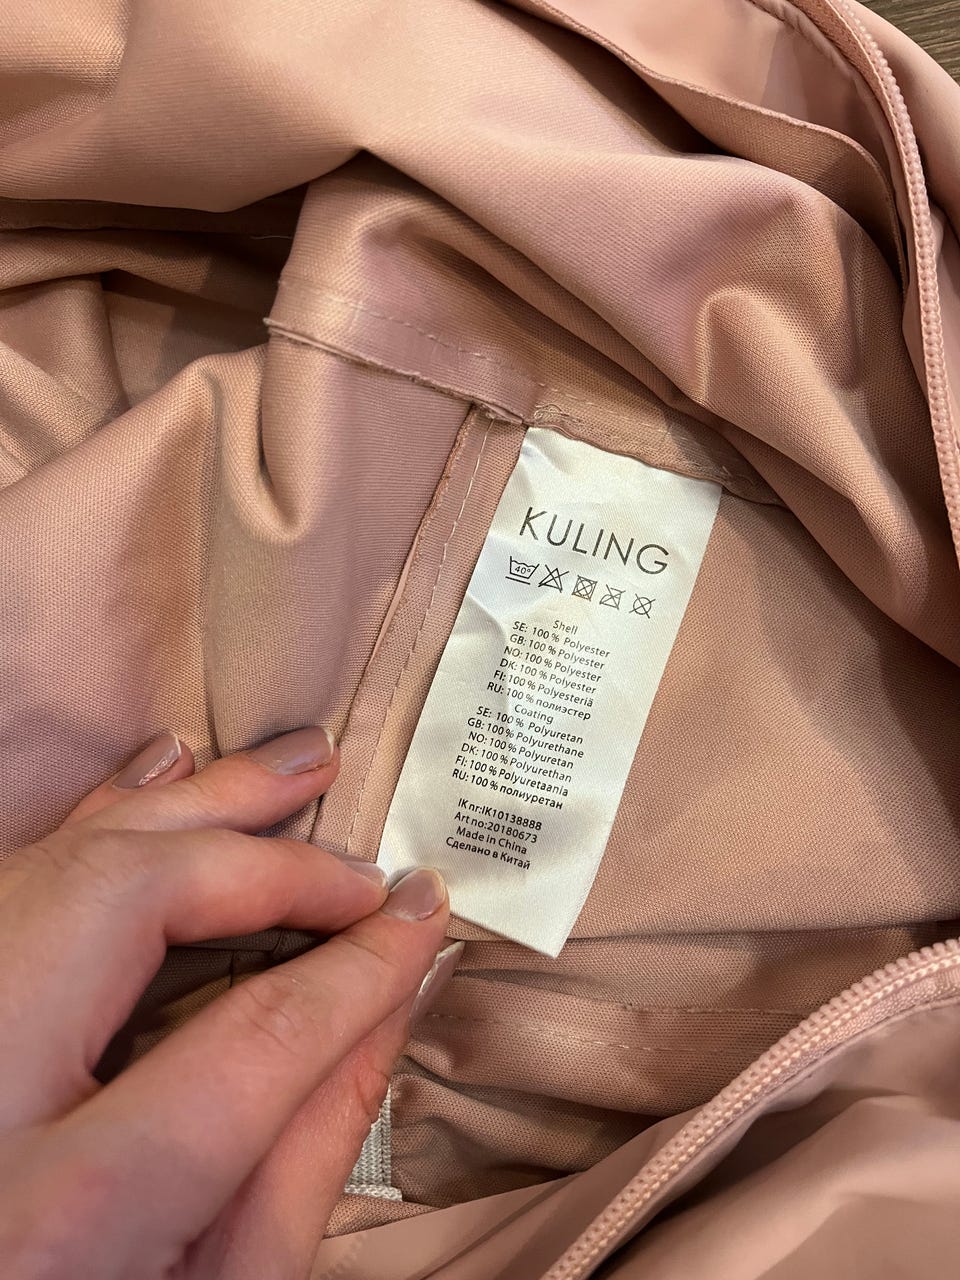 KULING
40°
Shell
SE: 100 % Polyester
GB: 100 % Polyester
NO: 100 % Polyester
DK: 100 % Polyester
FI: 100 % Polyesteriä
RU: 100 % полиэстер
Coating
SE: 100 % Polyuretan
GB: 100 % Polyurethane
NO: 100 % Polyuretan
DK: 100 % Polyurethan
FI: 100 % Polyuretaania
RU: 100 % полиуретан
IK nr:IK10138888
Art no:20180673
Made in China
Сделано в Китай